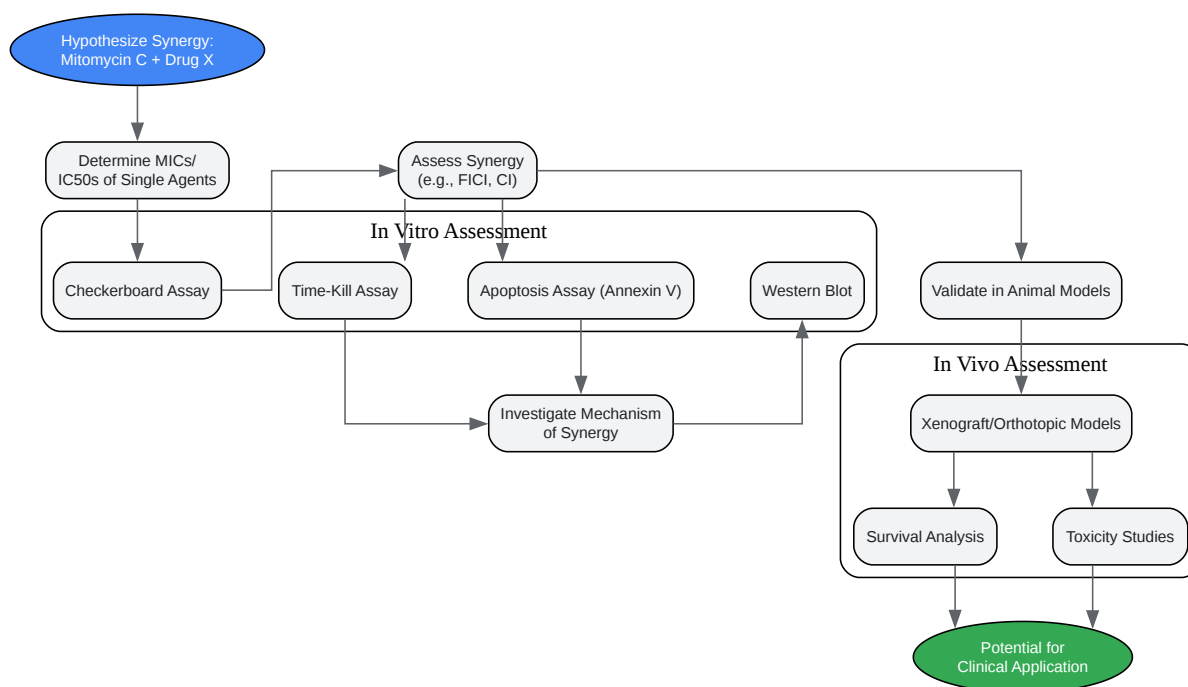 Hypothesize Synergy:
Mitomycin C + Drug X
Determine MICs/
IC50s of Single Agents
Assess Synergy
(e.g., FICI, CI)
In Vitro Assessment
Checkerboard Assay
Time-Kill Assay
Apoptosis Assay (Annexin V)
Western Blot
Validate in Animal Models
In Vivo Assessment
Investigate Mechanism
of Synergy
Xenograft/Orthotopic Models
Survival Analysis
Toxicity Studies
Potential for
Clinical Application